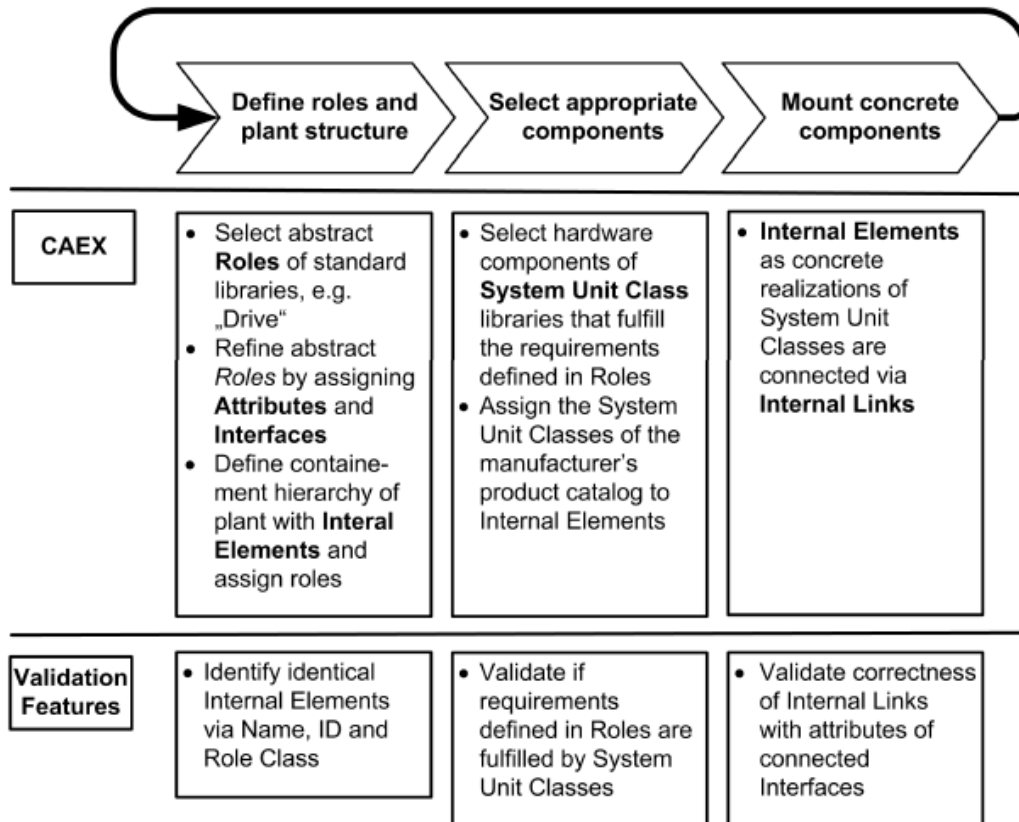 Define roles and
plant structure
Select appropriate
components
Mount concrete
components
CAEX
• Select abstract
Roles of standard
libraries, e.g.
„Drive“
• Refine abstract
Roles by assigning
Attributes and
Interfaces
• Define containe-
ment hierarchy of
plant with Interal
Elements and
assign roles
• Select hardware
components of
System Unit Class
libraries that fulfill
the requirements
defined in Roles
• Assign the System
Unit Classes of the
manufacturer’s
product catalog to
Internal Elements
• Internal Elements
as concrete
realizations of
System Unit
Classes are
connected via
Internal Links
Validation
Features
• Identify identical
Internal Elements
via Name, ID and
Role Class
• Validate if
requirements
defined in Roles are
fulfilled by System
Unit Classes
• Validate correctness
of Internal Links
with attributes of
connected
Interfaces